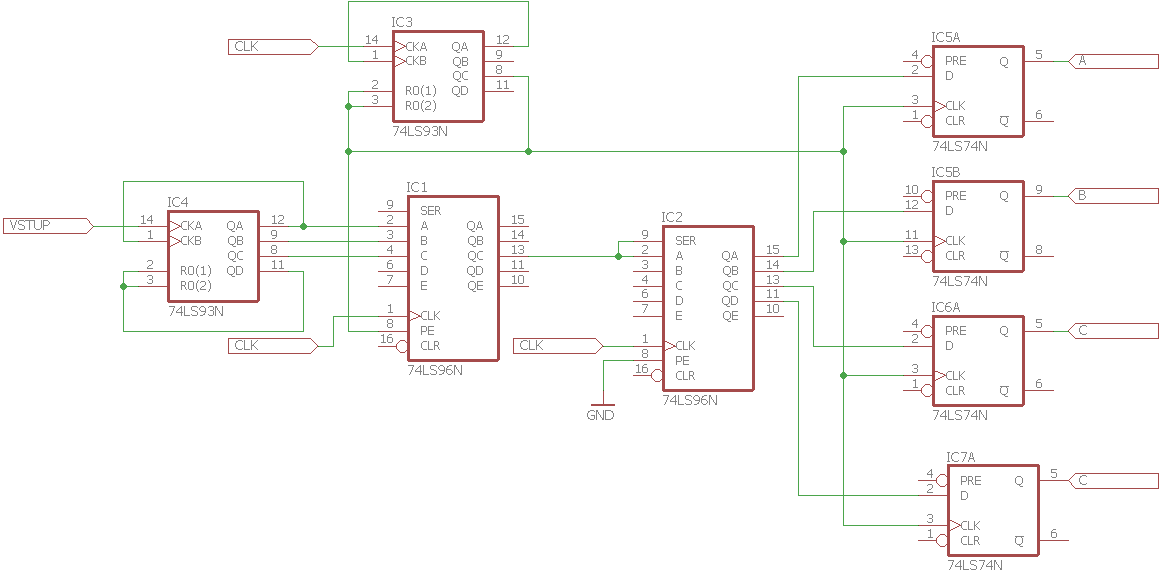 IC3
CLK
14 CKA QA 12
1 CKB QB 9
QC 8
2 R0(1) QD 11
3 R0(2)
74LS93N
IC5A
4 PRE Q 5
A
2 D
3 CLK
1 CLR Q 6
74LS74N
IC5B
10 PRE Q 9
B
12 D
11 CLK
13 CLR Q 8
74LS74N
IC4
VSTUP
14 CKA QA 12
1 CKB QB 9
QC 8
2 R0(1) QD 11
3 R0(2)
74LS93N
IC1
9 SER
2 A QA 15
3 B QB 14
4 C QC 13
6 D QD 11
7 E QE 10
CLK
1 CLK
8 PE
16 CLR
74LS96N
IC2
9 SER
2 A QA 15
3 B QB 14
4 C QC 13
6 D QD 11
7 E QE 10
CLK
1 CLK
8 PE
16 CLR
74LS96N
GND
IC6A
4 PRE Q 5
C
2 D
3 CLK
1 CLR Q 6
74LS74N
IC7A
4 PRE Q 5
C
2 D
3 CLK
1 CLR Q 6
74LS74N